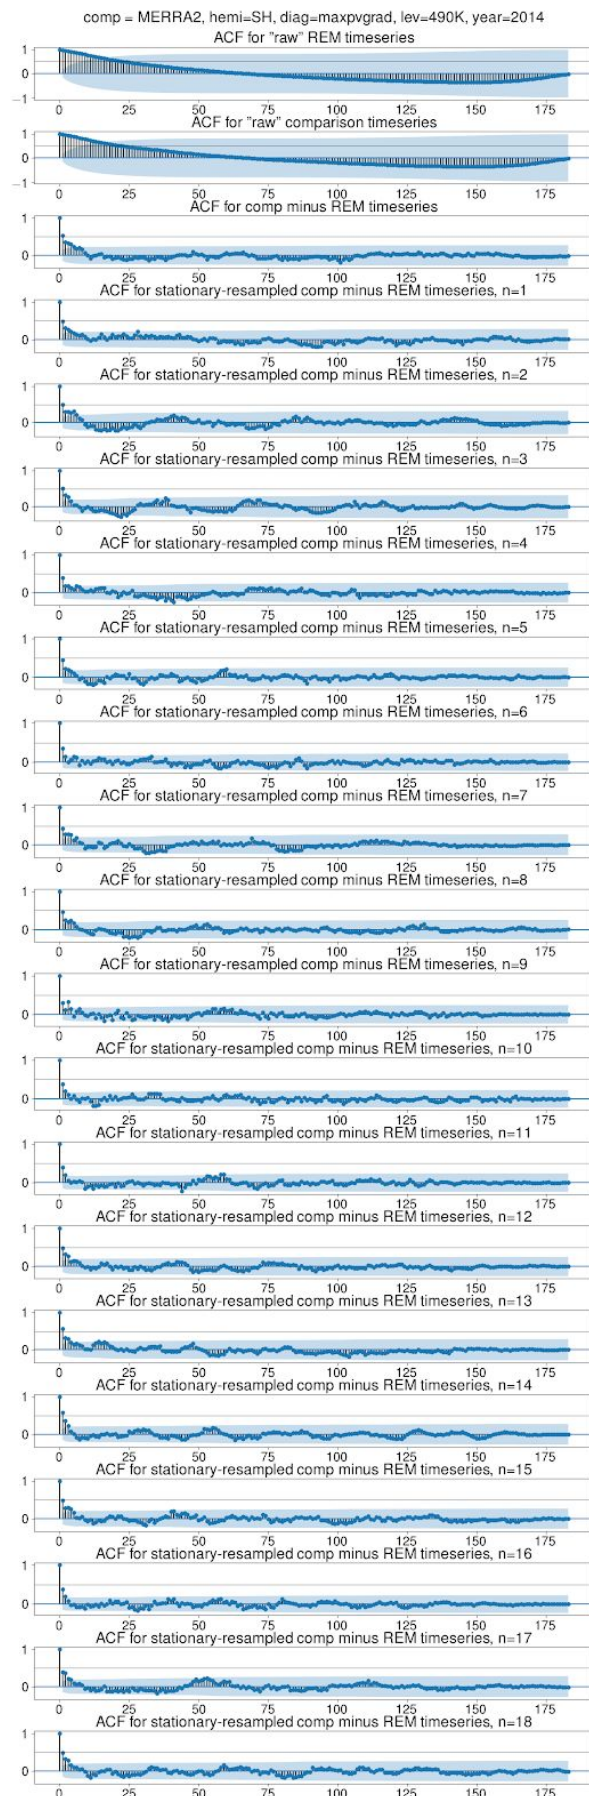 comp = MERRA2, hemi=SH, diag=maxpvgrad, lev=490K, year=2014
ACF for "raw" REM timeseries
1
0
−1
0 25 50 75 100 125 150 175
ACF for "raw" comparison timeseries
1
0
−1
0 25 50 75 100 125 150 175
ACF for comp minus REM timeseries
1
0
0 25 50 75 100 125 150 175
ACF for stationary-resampled comp minus REM timeseries, n=1
1
0
0 25 50 75 100 125 150 175
ACF for stationary-resampled comp minus REM timeseries, n=2
1
0
0 25 50 75 100 125 150 175
ACF for stationary-resampled comp minus REM timeseries, n=3
1
0
0 25 50 75 100 125 150 175
ACF for stationary-resampled comp minus REM timeseries, n=4
1
0
0 25 50 75 100 125 150 175
ACF for stationary-resampled comp minus REM timeseries, n=5
1
0
0 25 50 75 100 125 150 175
ACF for stationary-resampled comp minus REM timeseries, n=6
1
0
0 25 50 75 100 125 150 175
ACF for stationary-resampled comp minus REM timeseries, n=7
1
0
0 25 50 75 100 125 150 175
ACF for stationary-resampled comp minus REM timeseries, n=8
1
0
0 25 50 75 100 125 150 175
ACF for stationary-resampled comp minus REM timeseries, n=9
1
0
0 25 50 75 100 125 150 175
ACF for stationary-resampled comp minus REM timeseries, n=10
1
0
0 25 50 75 100 125 150 175
ACF for stationary-resampled comp minus REM timeseries, n=11
1
0
0 25 50 75 100 125 150 175
ACF for stationary-resampled comp minus REM timeseries, n=12
1
0
0 25 50 75 100 125 150 175
ACF for stationary-resampled comp minus REM timeseries, n=13
1
0
0 25 50 75 100 125 150 175
ACF for stationary-resampled comp minus REM timeseries, n=14
1
0
0 25 50 75 100 125 150 175
ACF for stationary-resampled comp minus REM timeseries, n=15
1
0
0 25 50 75 100 125 150 175
ACF for stationary-resampled comp minus REM timeseries, n=16
1
0
0 25 50 75 100 125 150 175
ACF for stationary-resampled comp minus REM timeseries, n=17
1
0
0 25 50 75 100 125 150 175
ACF for stationary-resampled comp minus REM timeseries, n=18
1
0
0 25 50 75 100 125 150 175